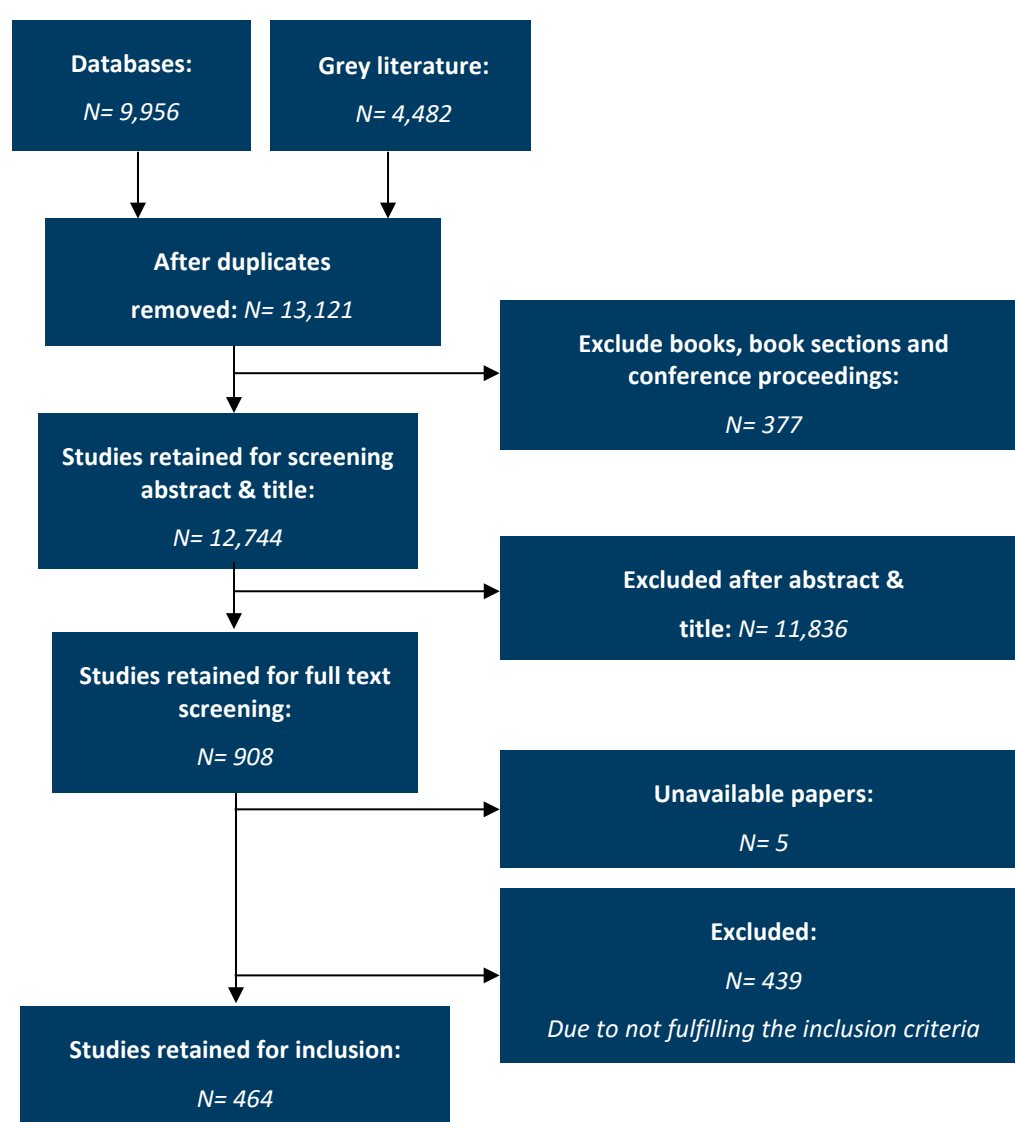 Databases:
N= 9,956
Grey literature:
N= 4,482
After duplicates
removed: N= 13,121
Exclude books, book sections and
conference proceedings:
N= 377
Studies retained for screening
abstract & title:
N= 12,744
Excluded after abstract &
title: N= 11,836
Studies retained for full text
screening:
N= 908
Unavailable papers:
N= 5
Excluded:
N= 439
Due to not fulfilling the inclusion criteria
Studies retained for inclusion:
N= 464